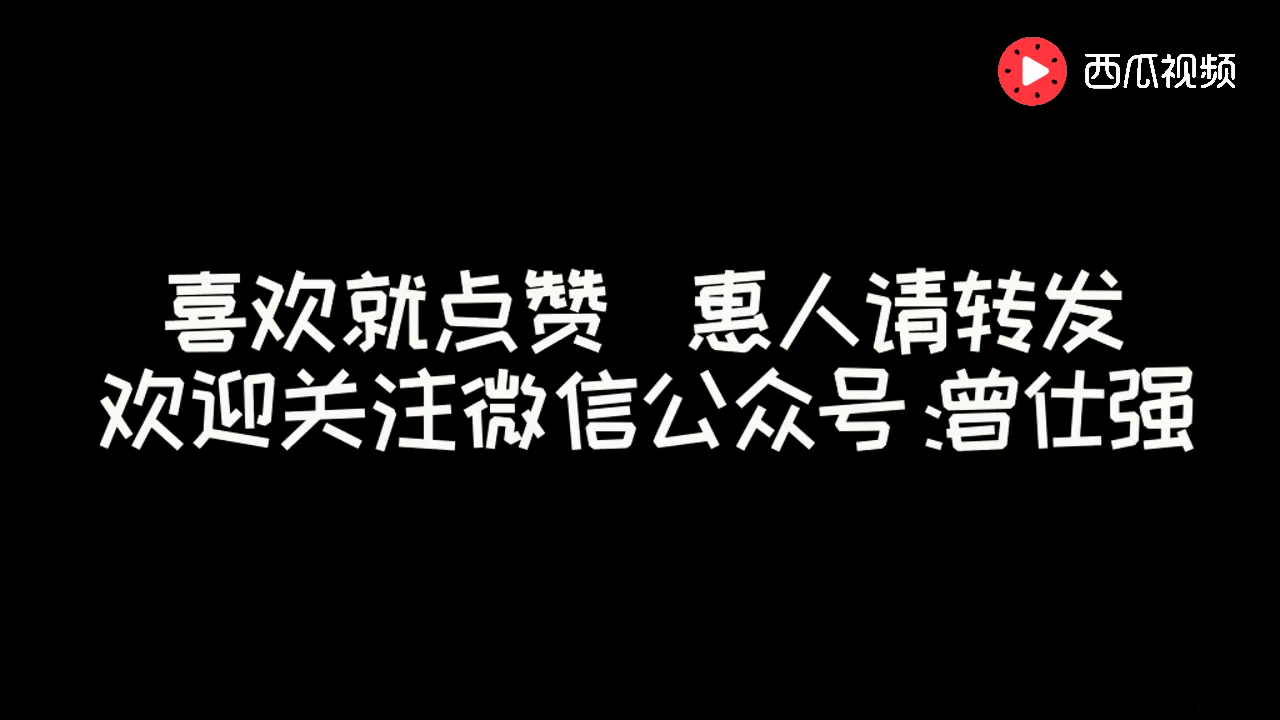 西瓜视频
喜欢就点赞 惠人请转发
欢迎关注微信公众号:曾仕强